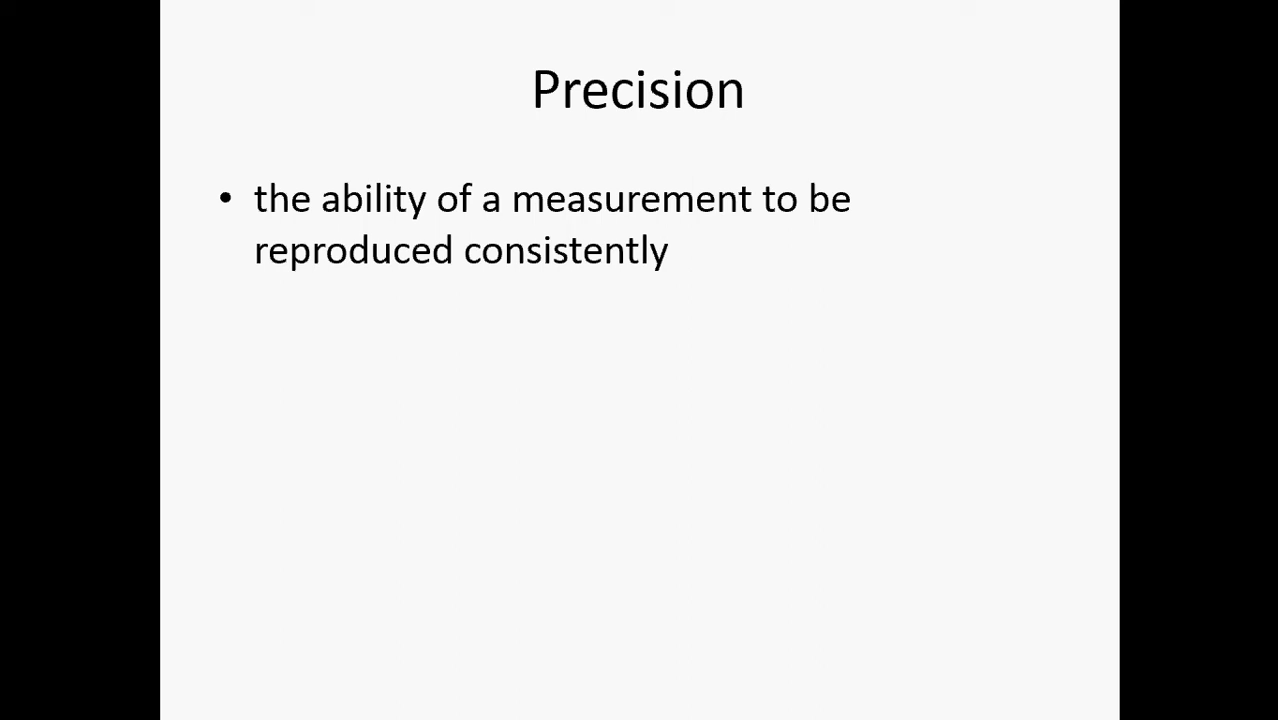 Precision
• the ability of a measurement to be
reproduced consistently